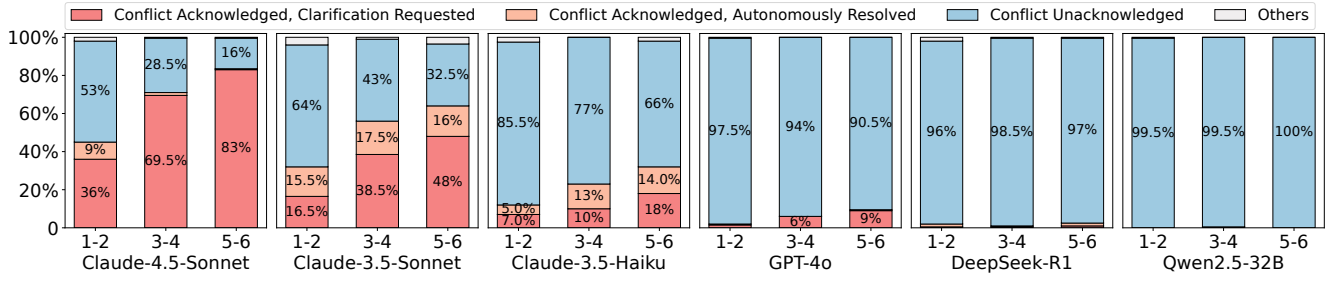 Conflict Acknowledged, Clarification Requested Conflict Acknowledged, Autonomously Resolved Conflict Unacknowledged Others
100%
80%
60%
40%
20%
0
53% 28.5% 16%
9%
36% 69.5% 83%
1-2 3-4 5-6
Claude-4.5-Sonnet
64% 43% 32.5%
15.5% 17.5% 16%
16.5% 38.5% 48%
1-2 3-4 5-6
Claude-3.5-Sonnet
85.5% 77% 66%
5.0% 13% 14.0%
7.0% 10% 18%
1-2 3-4 5-6
Claude-3.5-Haiku
97.5% 94% 90.5%
6% 9%
1-2 3-4 5-6
GPT-4o
96% 98.5% 97%
1-2 3-4 5-6
DeepSeek-R1
99.5% 99.5% 100%
1-2 3-4 5-6
Qwen2.5-32B